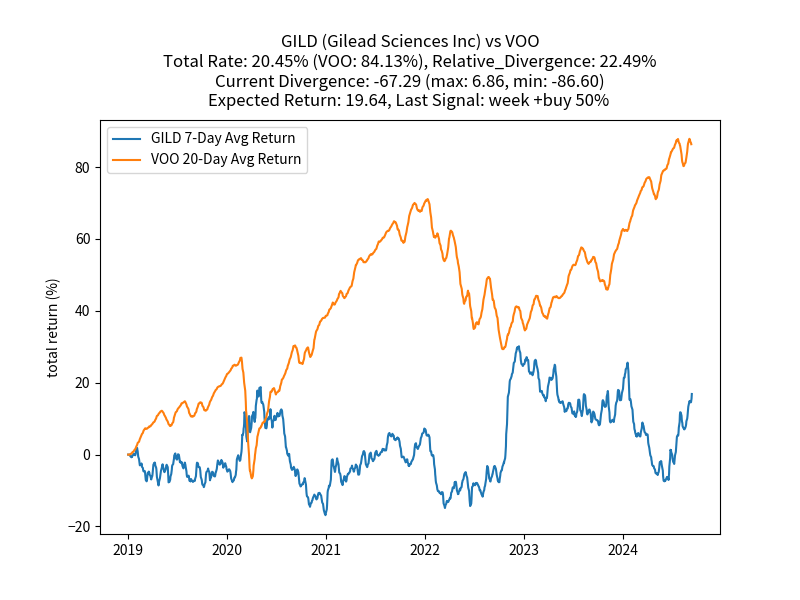 GILD (Gilead Sciences Inc) vs VOO
Total Rate: 20.45% (VOO: 84.13%), Relative_Divergence: 22.49%
Current Divergence: -67.29 (max: 6.86, min: -86.60)
Expected Return: 19.64, Last Signal: week +buy 50%
GILD 7-Day Avg Return
VOO 20-Day Avg Return
total return (%)
80
60
40
20
0
−20
2019 2020 2021 2022 2023 2024